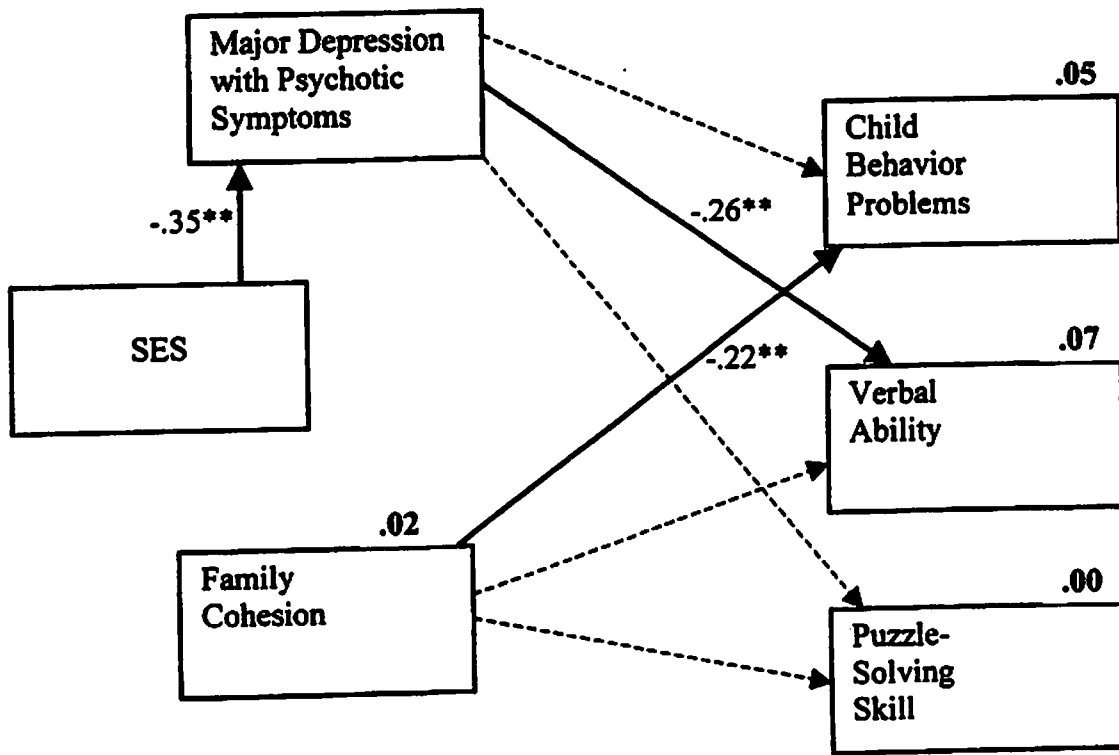 Major Depression
with Psychotic
Symptoms
.05
Child
Behavior
Problems
-.35**
-.26**
SES
-.22**
.07
Verbal
Ability
.02
Family
Cohesion
.00
Puzzle-
Solving
Skill